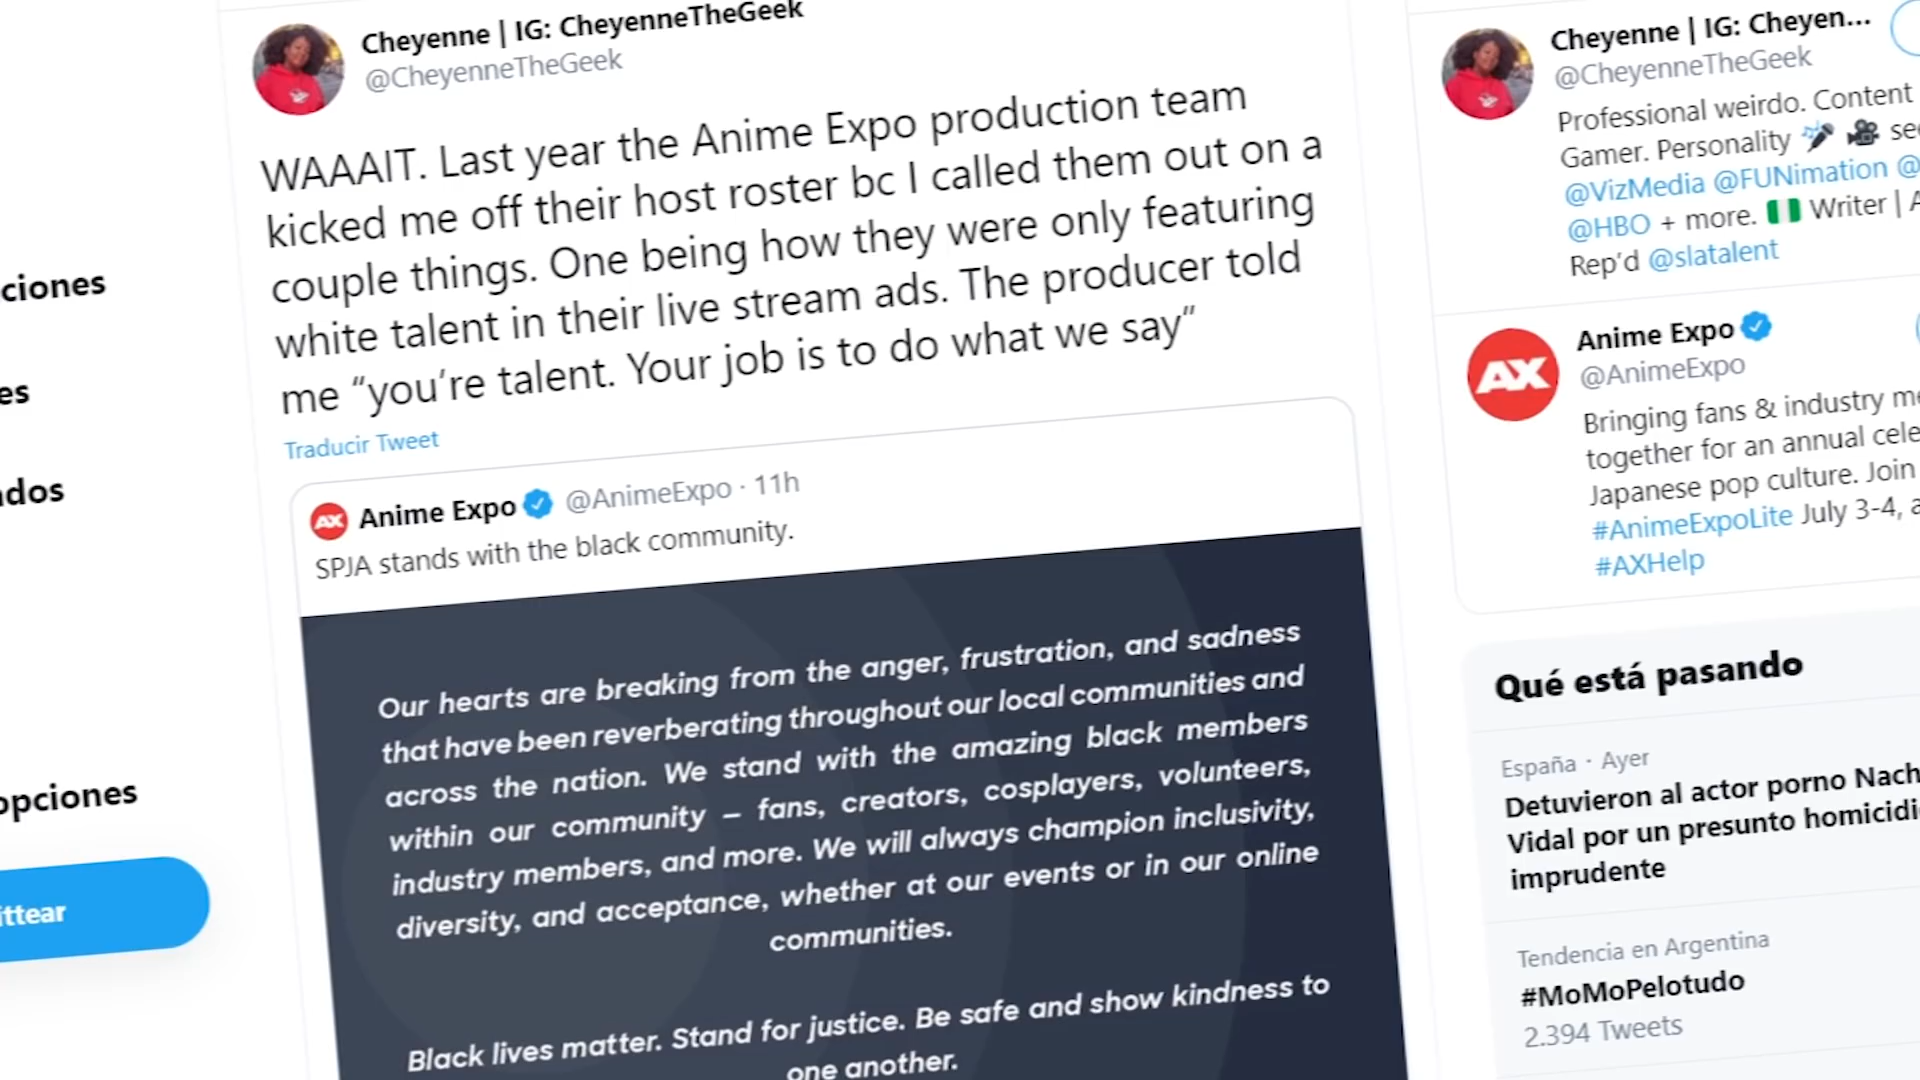 Cheyenne | IG: CheyenneTheGeek
@CheyenneTheGeek
WAAAIT. Last year the Anime Expo production team
kicked me off their host roster bc I called them out on a
couple things. One being how they were only featuring
white talent in their live stream ads. The producer told
me “you’re talent. Your job is to do what we say”
Traducir Tweet
Anime Expo @AnimeExpo · 11h
SPJA stands with the black community.
Our hearts are breaking from the anger, frustration, and sadness
that have been reverberating throughout our local communities and
across the nation. We stand with the amazing black members
within our community – fans, creators, cosplayers, volunteers,
industry members, and more. We will always champion inclusivity,
diversity, and acceptance, whether at our events or in our online
communities.
Black lives matter. Stand for justice. Be safe and show kindness to
one another.
ciones
es
dos
opciones
ittear
Cheyenne | IG: Cheyen...
@CheyenneTheGeek
Professional weirdo. Content
Gamer. Personality
@VizMedia @FUNimation @
@HBO + more. Writer |
Rep’d @slatalent
AX
Anime Expo
@AnimeExpo
Bringing fans & industry me
together for an annual cele
Japanese pop culture. Join
#AnimeExpoLite July 3-4, a
#AXHelp
Qué está pasando
España · Ayer
Detuvieron al actor porno Nach
Vidal por un presunto homicidi
imprudente
Tendencia en Argentina
#MoMoPelotudo
2.394 Tweets